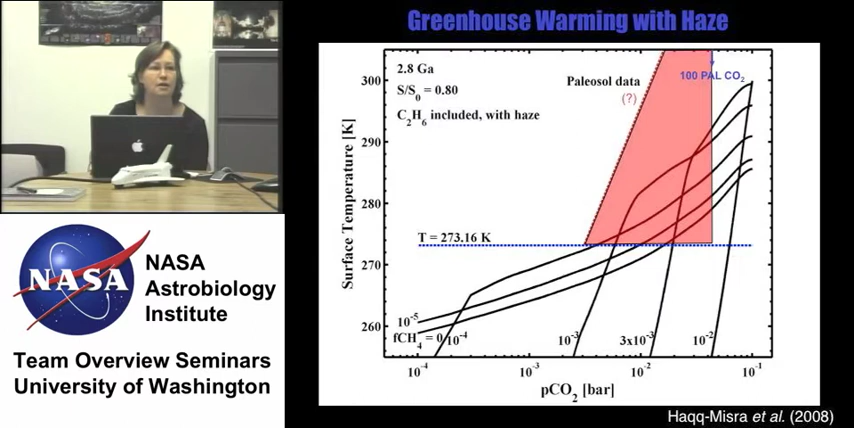 Greenhouse Warming with Haze
2.8 Ga
S/S₀ = 0.80
C₂H₆ included, with haze
Paleosol data
(?)
100 PAL CO₂
T = 273.16 K
300
290
280
270
260
Surface Temperature [K]
10⁻⁵
fCH₄ = 0
10⁻⁴
10⁻³
3x10⁻³
10⁻²
10⁻⁴
10⁻³
10⁻²
10⁻¹
pCO₂ [bar]
Haqq-Misra et al. (2008)
NASA
NASA
Astrobiology
Institute
Team Overview Seminars
University of Washington